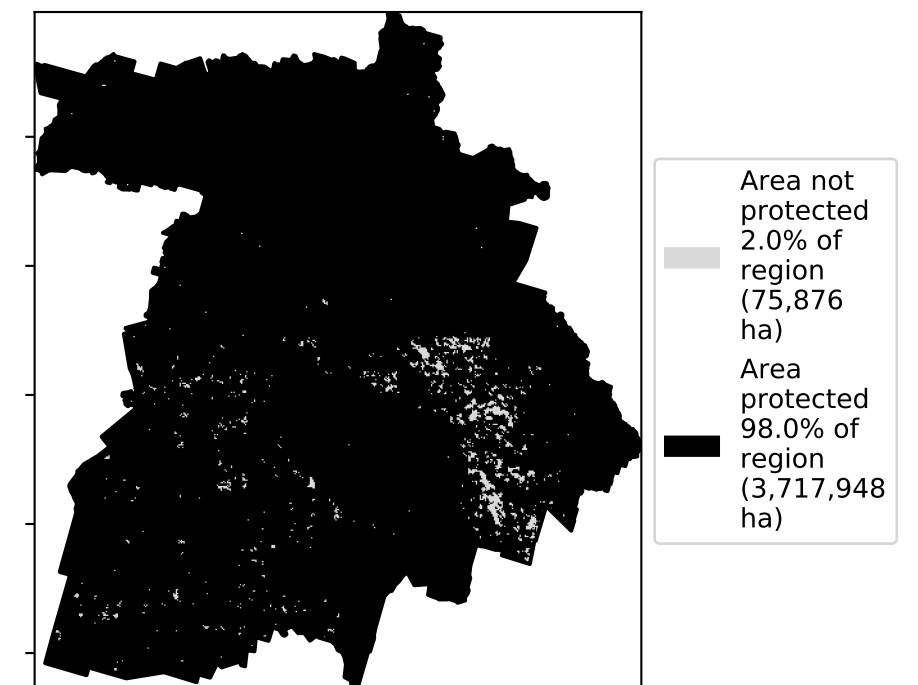 Area not
protected
2.0% of
region
(75,876
ha)
Area
protected
98.0% of
region
(3,717,948
ha)